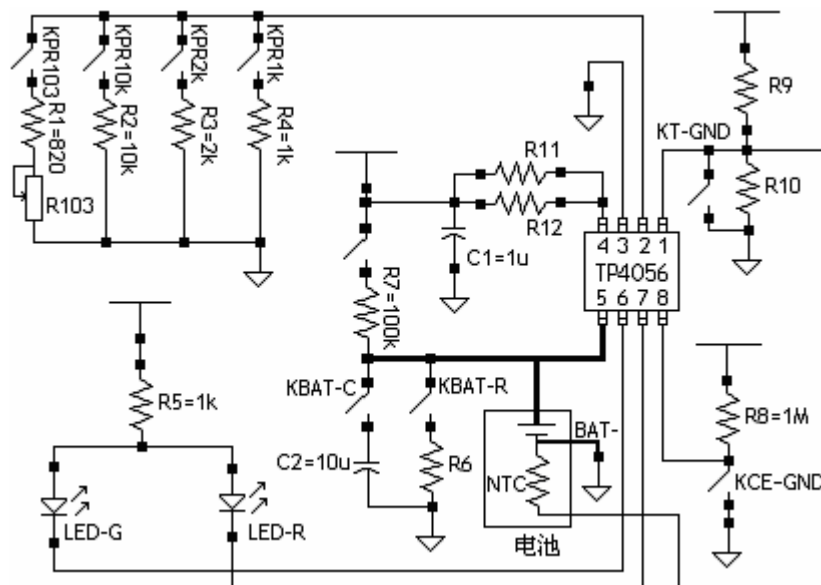 KPR103
R1=820
KPR10k
R2=10k
KPR2k
R3=2k
KPR1k
R4=1k
R103
R9
KT-GND
R10
R11
R12
C1=1u
4 3 2 1
TP4056
5 6 7 8
R7=100k
R5=1k
KBAT-C
KBAT-R
BAT-
R8=1M
C2=10u
R6
NTC
KCE-GND
LED-G
LED-R
电池